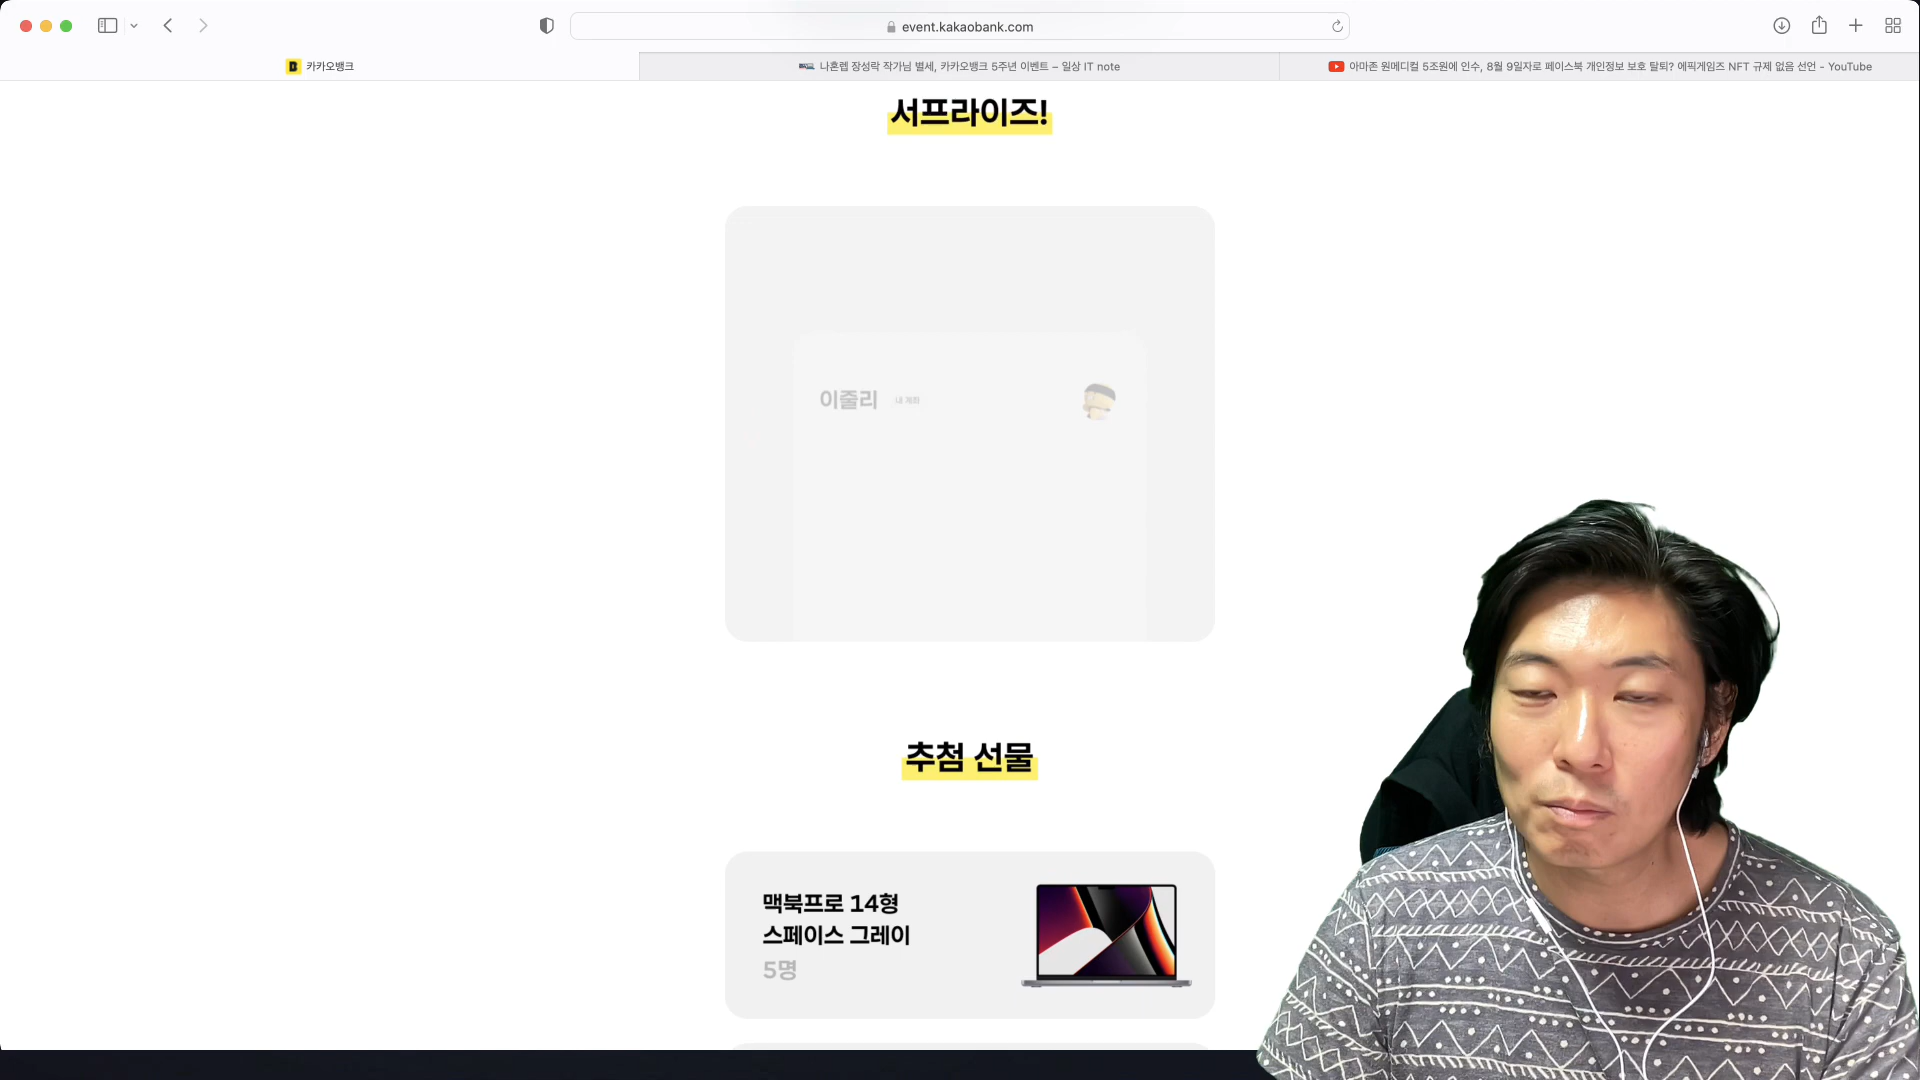 event.kakaobank.com
카카오뱅크
나혼렙 장성락 작가님 별세, 카카오뱅크 5주년 이벤트 – 일상 IT note
아마존 원메디컬 5조원에 인수, 8월 9일자로 페이스북 개인정보 보호 탈퇴? 에픽게임즈 NFT 규제 없음 선언 - YouTube
서프라이즈!
이줄리 내 계좌
추첨 선물
맥북프로 14형
스페이스 그레이
5명